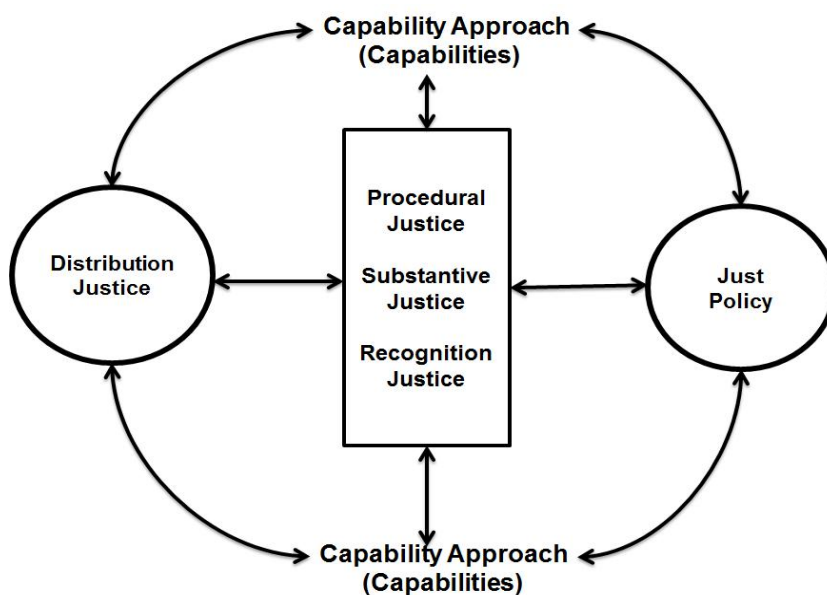 Capability Approach
(Capabilities)
Procedural
Justice
Distribution
Justice
Substantive
Justice
Recognition
Justice
Just
Policy
Capability Approach
(Capabilities)